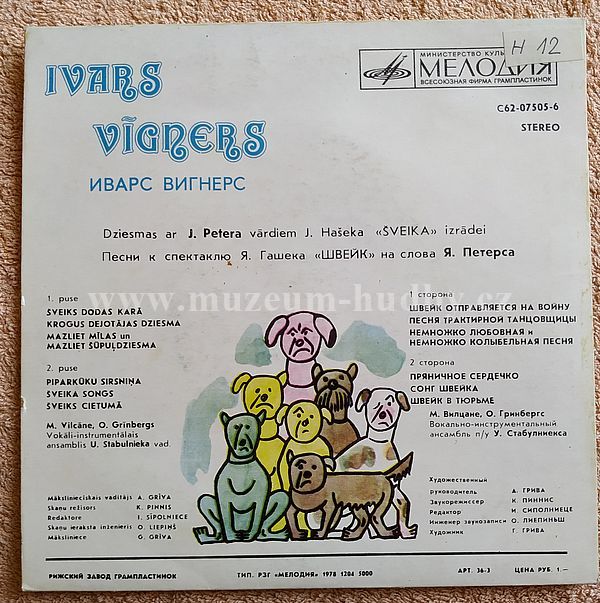 IVARS
VĪGNERS
ИВАРС ВИГНЕРС
МИНИСТЕРСТВО
МЕЛОДИЯ
ВСЕСОЮЗНАЯ ФИРМА ГРАМПЛАСТИНОК
Н 12
С62-07505-6
STEREO
Dziesmas ar J. Petera vārdiem J. Hašeka «ŠVEIKA» izrādei
Песни к спектаклю Я. Гашека «ШВЕЙК» на слова Я. Петерса
www.muzeum-hudby.cz
1. puse
ŠVEIKS DODAS KARĀ
KROGUS DEJOTĀJAS DZIESMA
MAZLIET MĪLAS un
MAZLIET ŠŪPUĻDZIESMA
2. puse
PIPARKŪKU SIRSNIŅA
ŠVEIKA SONGS
ŠVEIKS CIETUMĀ
M. Vilcāne, O. Grīnbergs
Vokāli-instrumentālais
ansamblis U. Stabulnieka vad.
1 сторона
ШВЕЙК ОТПРАВЛЯЕТСЯ НА ВОЙНУ
ПЕСНЯ ТРАКТИРНОЙ ТАНЦОВЩИЦЫ
НЕМНОЖКО ЛЮБОВНАЯ и
НЕМНОЖКО КОЛЫБЕЛЬНАЯ ПЕСНЯ
2 сторона
ПРЯНИЧНОЕ СЕРДЕЧКО
СОНГ ШВЕЙКА
ШВЕЙК В ТЮРЬМЕ
М. Вилцане, О. Гринбергс
Вокально-инструментальный
ансамбль п/у У. Стабулниекса
Mākslinieciskais vadītājs A. GRĪVA
Skaņu režisors K. PINNIS
Redaktore I. SĪPOLNIECE
Skaņu ieraksta inženieris O. LIEPIŅŠ
Māksliniece G. GRĪVA
Художественный
руководитель А. ГРИВА
Звукорежиссер К. ПИННИС
Редактор И. СИПОЛНИЕЦЕ
Инженер звукозаписи О. ЛИЕПИНЬШ
Художник Г. ГРИВА
РИЖСКИЙ ЗАВОД ГРАМПЛАСТИНОК
ТИП. РЗГ «МЕЛОДИЯ» 1978 1204 5000
АРТ. 36-3
ЦЕНА РУБ. 1.—